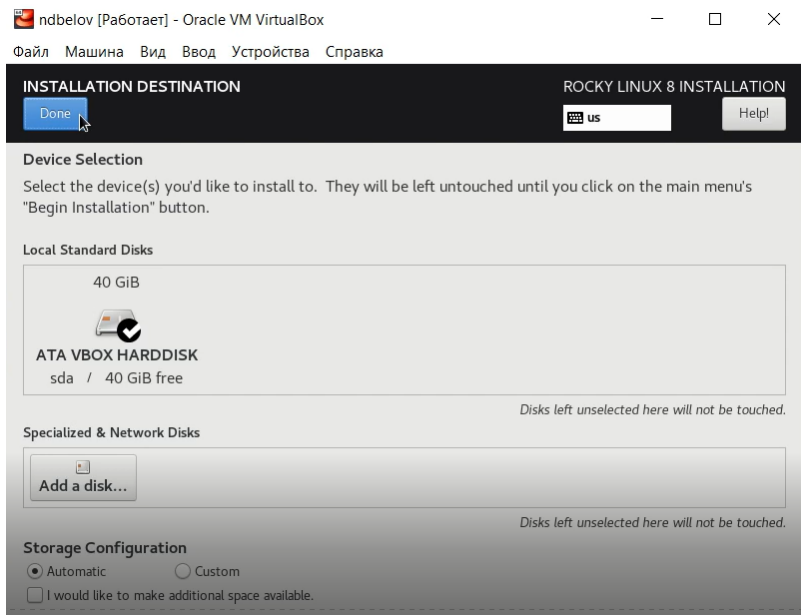 ndbelov [Работает] - Oracle VM VirtualBox
Файл Машина Вид Ввод Устройства Справка
INSTALLATION DESTINATION
ROCKY LINUX 8 INSTALLATION
Done
us
Help!
Device Selection
Select the device(s) you'd like to install to. They will be left untouched until you click on the main menu's
"Begin Installation" button.
Local Standard Disks
40 GiB
ATA VBOX HARDDISK
sda / 40 GiB free
Disks left unselected here will not be touched.
Specialized & Network Disks
Add a disk...
Disks left unselected here will not be touched.
Storage Configuration
Automatic Custom
I would like to make additional space available.